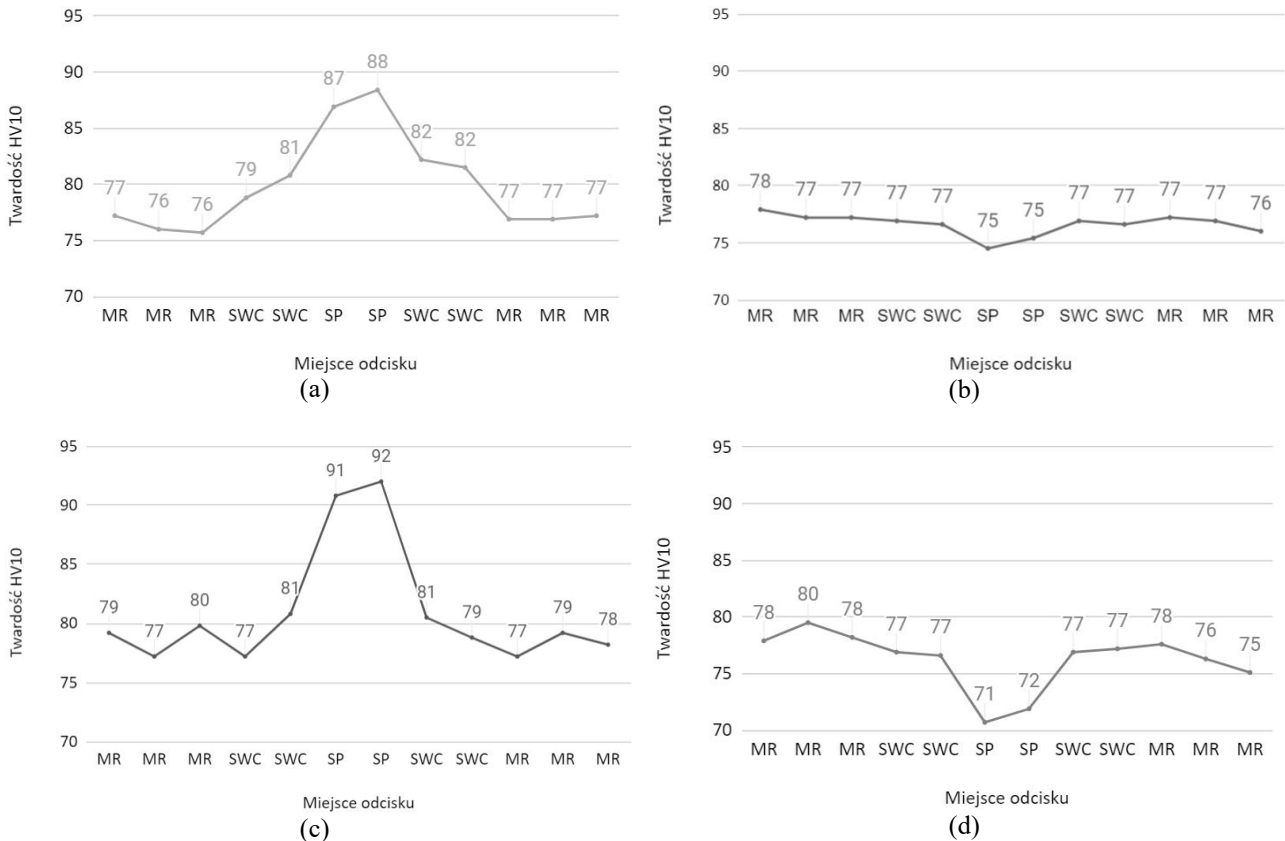 95
90
85
80
75
70
Twardość HV10
77 76 76 79 81 87 88 82 82 77 77 77
MR MR MR SWC SWC SP SP SWC SWC MR MR MR
Miejsce odcisku
(a)
95
90
85
80
75
70
Twardość HV10
78 77 77 77 77 75 75 77 77 77 77 76
MR MR MR SWC SWC SP SP SWC SWC MR MR MR
Miejsce odcisku
(b)
95
90
85
80
75
70
Twardość HV10
79 77 80 77 81 91 92 81 79 77 79 78
MR MR MR SWC SWC SP SP SWC SWC MR MR MR
Miejsce odcisku
(c)
95
90
85
80
75
70
Twardość HV10
78 80 78 77 77 71 72 77 77 78 76 75
MR MR MR SWC SWC SP SP SWC SWC MR MR MR
Miejsce odcisku
(d)